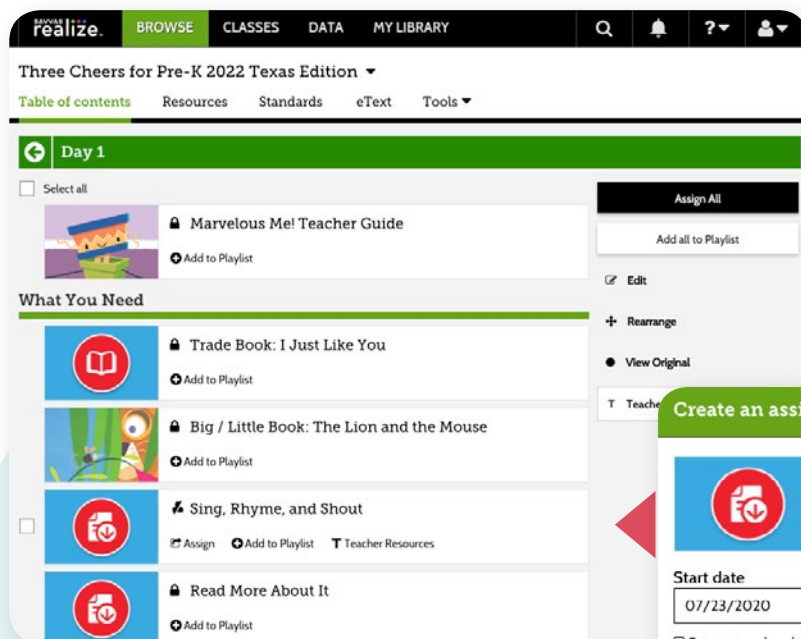 SAVVAS
realize.
BROWSE CLASSES DATA MY LIBRARY ?
Three Cheers for Pre-K 2022 Texas Edition
Table of contents Resources Standards eText Tools
Day 1
Select all
Marvelous Me! Teacher Guide
Add to Playlist
What You Need
Trade Book: I Just Like You
Add to Playlist
Big / Little Book: The Lion and the Mouse
Add to Playlist
Sing, Rhyme, and Shout
Assign Add to Playlist T Teacher Resources
Read More About It
Add to Playlist
Assign All
Add all to Playlist
Edit
Rearrange
View Original
T Teache
Create an assi
Start date
07/23/2020